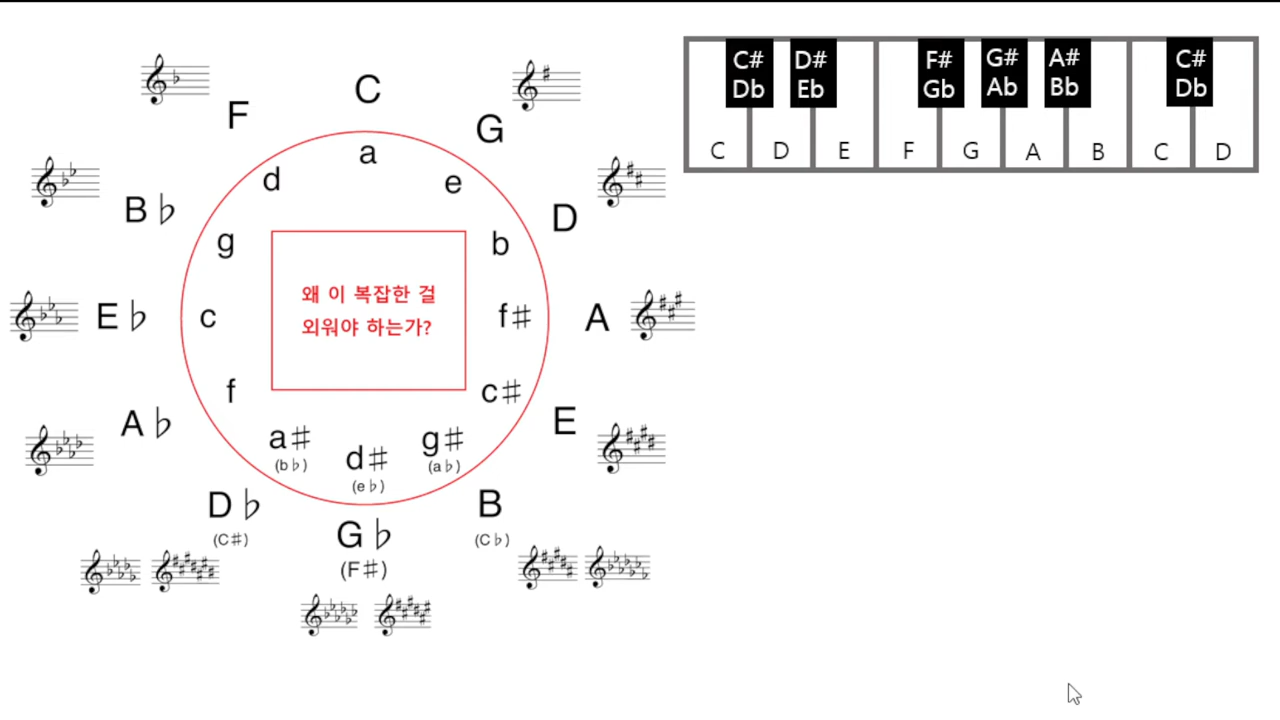 C
G
D
A
E
B
(C♭)
G♭
(F♯)
D♭
(C♯)
A♭
E♭
B♭
F
a
e
b
f♯
c♯
g♯
(a♭)
d♯
(e♭)
a♯
(b♭)
f
c
g
d
왜 이 복잡한 걸
외워야 하는가?
C# D# F# G# A# C#
Db Eb Gb Ab Bb Db
C D E F G A B C D